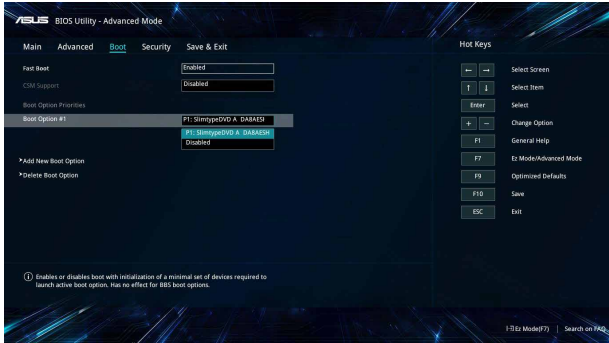 ASUS BIOS Utility - Advanced Mode
Main Advanced Boot Security Save & Exit
Hot Keys
Fast Boot Enabled
CSM Support Disabled
Boot Option Priorities
Boot Option #1 P1: SlimtypeDVD A DA8AESI
P1: SlimtypeDVD A DA8AESH
Disabled
>Add New Boot Option
>Delete Boot Option
← → Select Screen
↑ ↓ Select Item
Enter Select
+ − Change Option
F1 General Help
F7 Ez Mode/Advanced Mode
F9 Optimized Defaults
F10 Save
ESC Exit
Enables or disables boot with initialization of a minimal set of devices required to
launch active boot option. Has no effect for BBS boot options.
Ez Mode(F7) | Search on FAQ